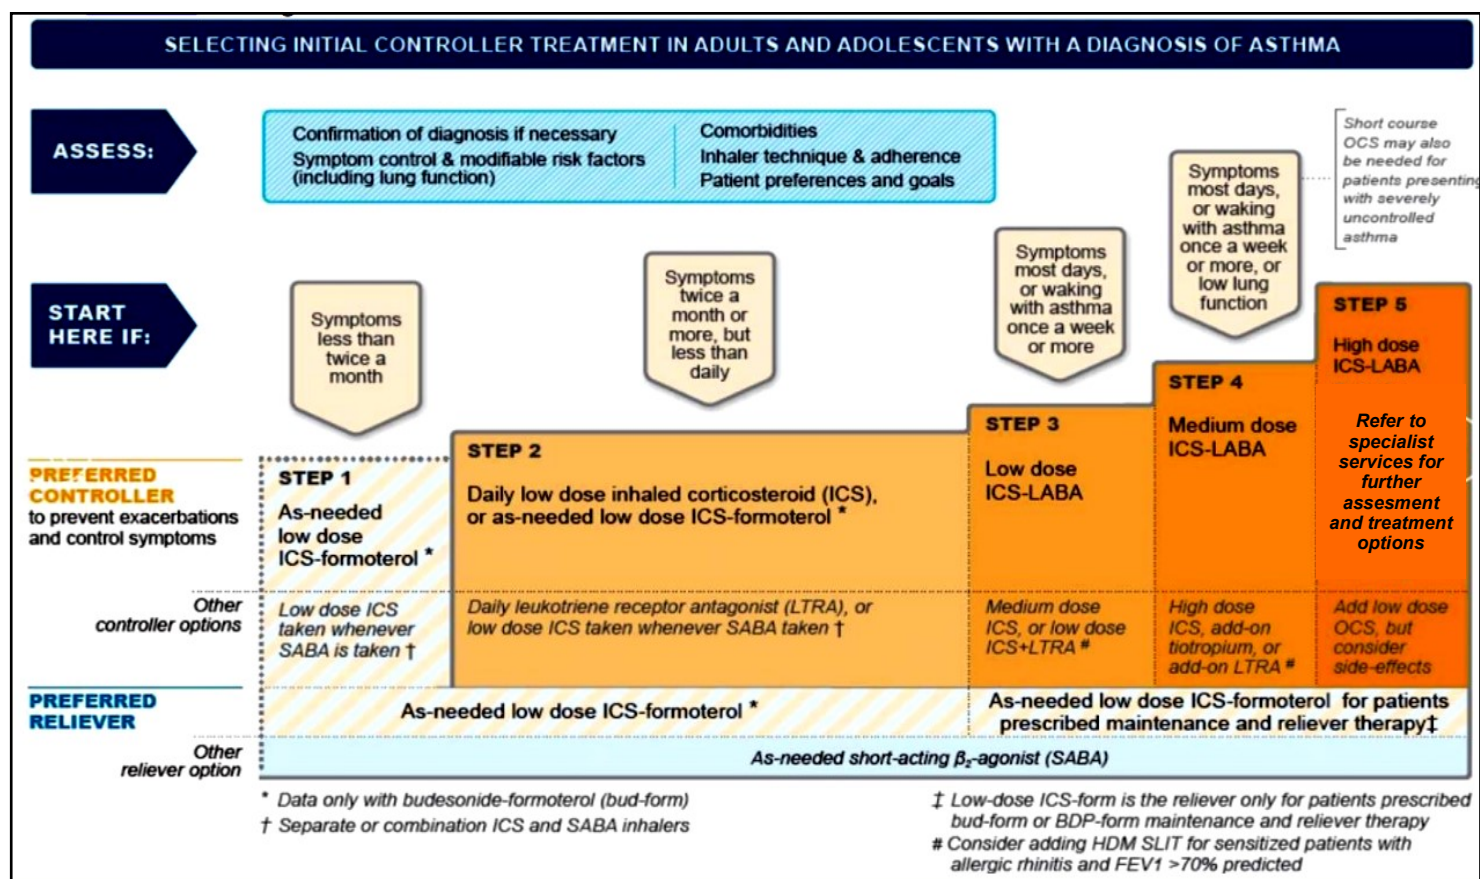 SELECTING INITIAL CONTROLLER TREATMENT IN ADULTS AND ADOLESCENTS WITH A DIAGNOSIS OF ASTHMA
ASSESS:
Confirmation of diagnosis if necessary
Symptom control & modifiable risk factors
(including lung function)
Comorbidities
Inhaler technique & adherence
Patient preferences and goals
Short course
OCS may also
be needed for
patients presenting
with severely
uncontrolled
asthma
START
HERE IF:
Symptoms
less than
twice a
month
Symptoms
twice a
month or
more, but
less than
daily
Symptoms
most days,
or waking
with asthma
once a week
or more
Symptoms
most days,
or waking
with asthma
once a week
or more, or
low lung
function
PREFERRED
CONTROLLER
to prevent exacerbations
and control symptoms
STEP 1
As-needed
low dose
ICS-formoterol *
STEP 2
Daily low dose inhaled corticosteroid (ICS),
or as-needed low dose ICS-formoterol *
STEP 3
Low dose
ICS-LABA
STEP 4
Medium dose
ICS-LABA
STEP 5
High dose
ICS-LABA
Refer to
specialist
services for
further
assesment
and treatment
options
Other
controller options
Low dose ICS
taken whenever
SABA is taken †
Daily leukotriene receptor antagonist (LTRA), or
low dose ICS taken whenever SABA taken †
Medium dose
ICS, or low dose
ICS+LTRA #
High dose
ICS, add-on
tiotropium, or
add-on LTRA #
Add low dose
OCS, but
consider
side-effects
PREFERRED
RELIEVER
As-needed low dose ICS-formoterol *
As-needed low dose ICS-formoterol for patients
prescribed maintenance and reliever therapy‡
Other
reliever option
As-needed short-acting β₂-agonist (SABA)
* Data only with budesonide-formoterol (bud-form)
† Separate or combination ICS and SABA inhalers
‡ Low-dose ICS-form is the reliever only for patients prescribed
bud-form or BDP-form maintenance and reliever therapy
# Consider adding HDM SLIT for sensitized patients with
allergic rhinitis and FEV1 >70% predicted